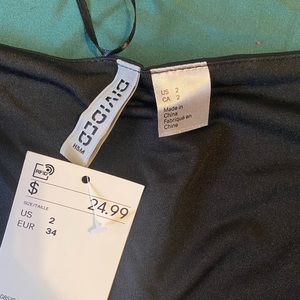 DIVIDED
H&M
US 2
CA 2
Made in
China
Fabriqué en
Chine
RFID
$ 24.99
SIZE/TAILLE
US 2
EUR 34